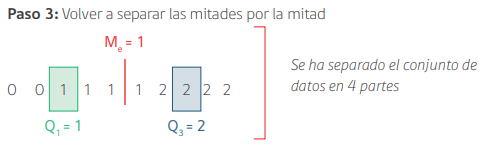 Paso 3: Volver a separar las mitades por la mitad
Me = 1
0 0 1 1 1 1 2 2 2 2
Q1 = 1 Q3 = 2
Se ha separado el conjunto de
datos en 4 partes